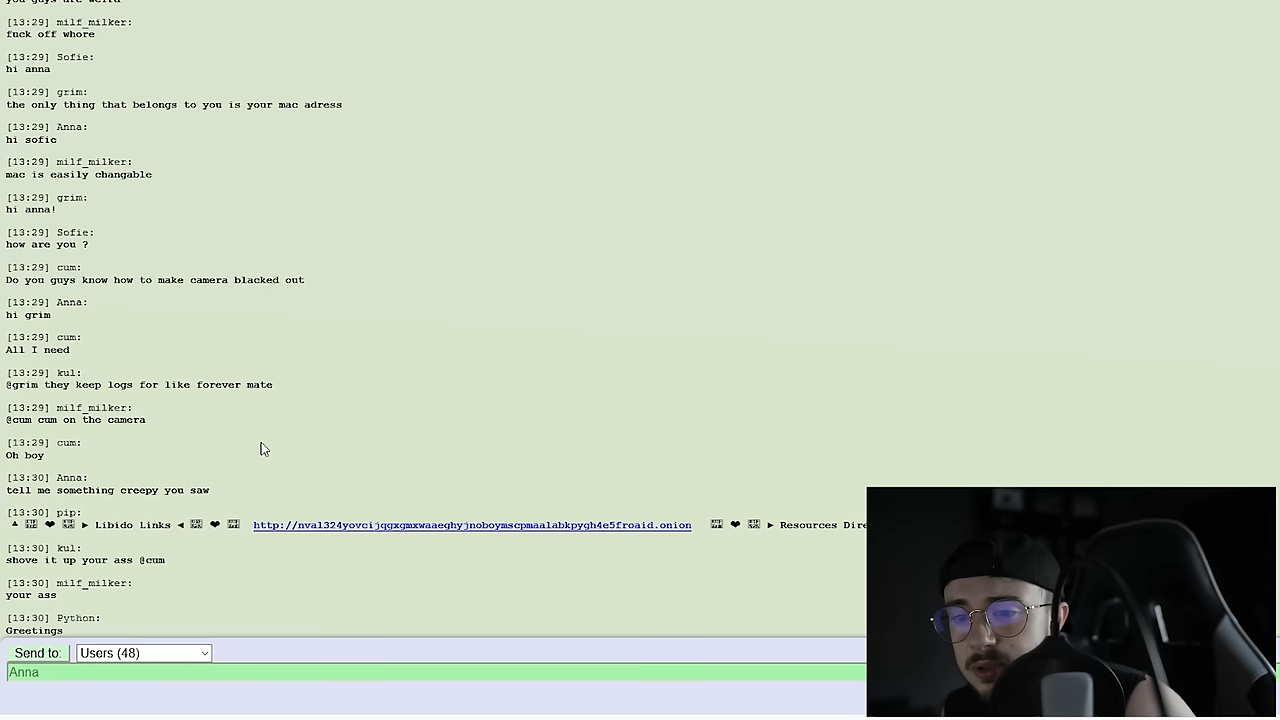 you guys are weird
[13:29] milf_milker:
fuck off whore
[13:29] Sofie:
hi anna
[13:29] grim:
the only thing that belongs to you is your mac adress
[13:29] Anna:
hi sofie
[13:29] milf_milker:
mac is easily changable
[13:29] grim:
hi anna!
[13:29] Sofie:
how are you ?
[13:29] cum:
Do you guys know how to make camera blacked out
[13:29] Anna:
hi grim
[13:29] cum:
All I need
[13:29] kul:
@grim they keep logs for like forever mate
[13:29] milf_milker:
@cum cum on the camera
[13:29] cum:
Oh boy
[13:30] Anna:
tell me something creepy you saw
[13:30] pip:
▲ ❤ ► Libido Links ◄ ❤ http://nval324yovcijqgxgmxwaaeghyjnoboymscpmaalabkpygh4e5froaid.onion ❤ ► Resources Dire
[13:30] kul:
shove it up your ass @cum
[13:30] milf_milker:
your ass
[13:30] Python:
Greetings
Send to: Users (48)
Anna